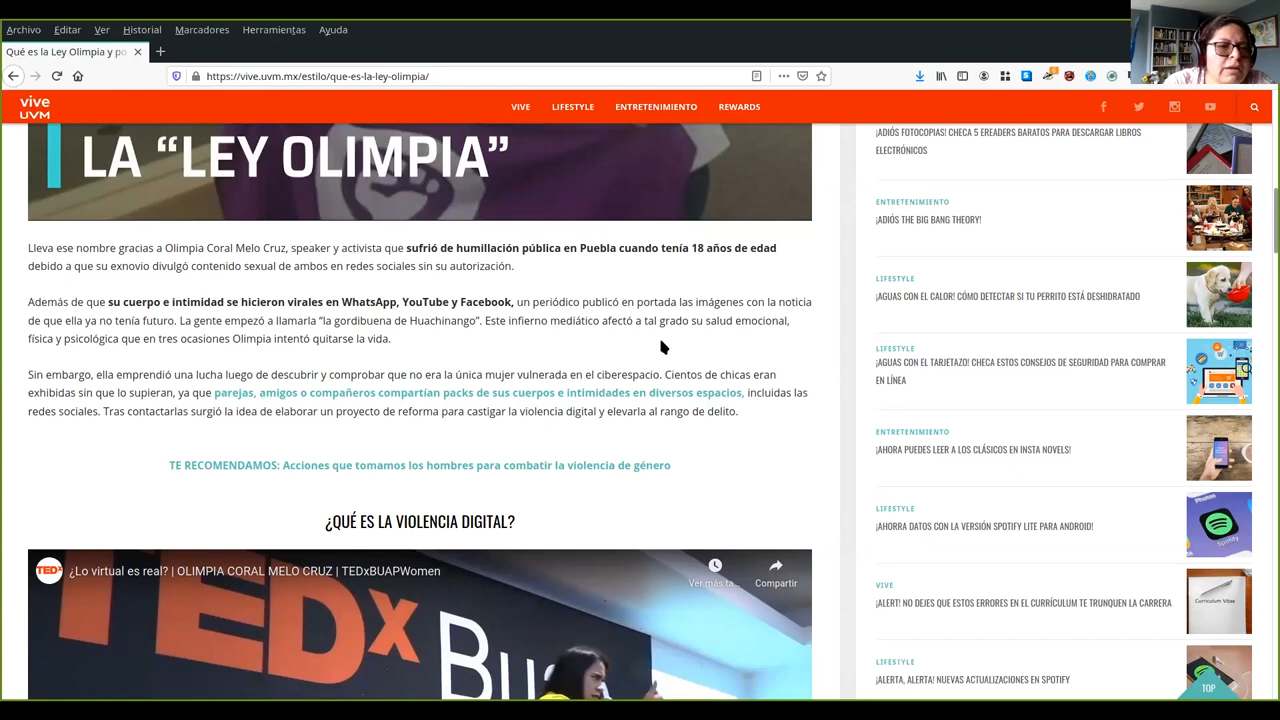 Archivo Editar Ver Historial Marcadores Herramientas Ayuda
Qué es la Ley Olimpia y po
https://vive.uvm.mx/estilo/que-es-la-ley-olimpia/
vive
UVM
VIVE LIFESTYLE ENTRETENIMIENTO REWARDS
LA “LEY OLIMPIA”
Lleva ese nombre gracias a Olimpia Coral Melo Cruz, speaker y activista que sufrió de humillación pública en Puebla cuando tenía 18 años de edad
debido a que su exnovio divulgó contenido sexual de ambos en redes sociales sin su autorización.
Además de que su cuerpo e intimidad se hicieron virales en WhatsApp, YouTube y Facebook, un periódico publicó en portada las imágenes con la noticia
de que ella ya no tenía futuro. La gente empezó a llamarla “la gordibuena de Huachinango”. Este infierno mediático afectó a tal grado su salud emocional,
física y psicológica que en tres ocasiones Olimpia intentó quitarse la vida.
Sin embargo, ella emprendió una lucha luego de descubrir y comprobar que no era la única mujer vulnerada en el ciberespacio. Cientos de chicas eran
exhibidas sin que lo supieran, ya que parejas, amigos o compañeros compartían packs de sus cuerpos e intimidades en diversos espacios, incluidas las
redes sociales. Tras contactarlas surgió la idea de elaborar un proyecto de reforma para castigar la violencia digital y elevarla al rango de delito.
TE RECOMENDAMOS: Acciones que tomamos los hombres para combatir la violencia de género
¿QUÉ ES LA VIOLENCIA DIGITAL?
TEDx
¿Lo virtual es real? | OLIMPIA CORAL MELO CRUZ | TEDxBUAPWomen
Ver más ta... Compartir
TEDx
¡ADIÓS FOTOCOPIAS! CHECA 5 EREADERS BARATOS PARA DESCARGAR LIBROS
ELECTRÓNICOS
ENTRETENIMIENTO
¡ADIÓS THE BIG BANG THEORY!
LIFESTYLE
¡AGUAS CON EL CALOR! CÓMO DETECTAR SI TU PERRITO ESTÁ DESHIDRATADO
LIFESTYLE
¡AGUAS CON EL TARJETAZO! CHECA ESTOS CONSEJOS DE SEGURIDAD PARA COMPRAR
EN LÍNEA
ENTRETENIMIENTO
¡AHORA PUEDES LEER A LOS CLÁSICOS EN INSTA NOVELS!
LIFESTYLE
¡AHORRA DATOS CON LA VERSIÓN SPOTIFY LITE PARA ANDROID!
Photos
Spotify
VIVE
¡ALERT! NO DEJES QUE ESTOS ERRORES EN EL CURRÍCULUM TE TRUNQUEN LA CARRERA
Curriculum Vitae
LIFESTYLE
¡ALERTA, ALERTA! NUEVAS ACTUALIZACIONES EN SPOTIFY
TOP